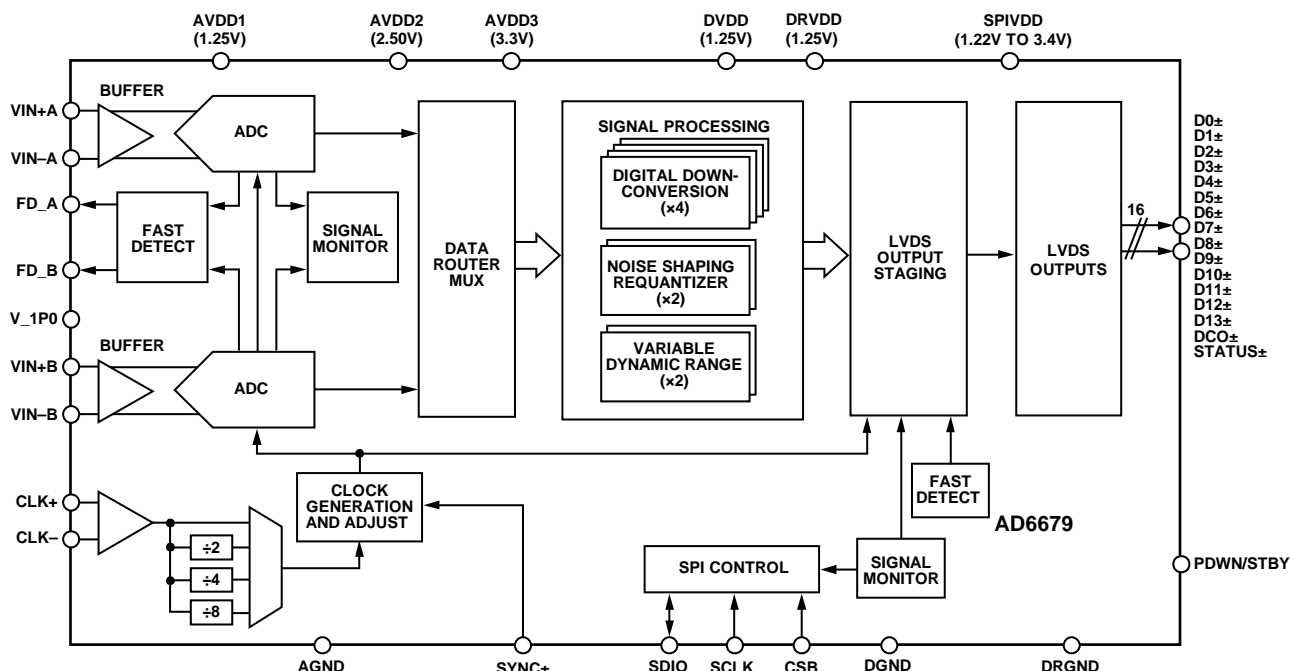 AVDD1
(1.25V)
AVDD2
(2.50V)
AVDD3
(3.3V)
DVDD
(1.25V)
DRVDD
(1.25V)
SPIVDD
(1.22V TO 3.4V)
BUFFER
VIN+A
VIN–A
ADC
FD_A
FD_B
FAST
DETECT
SIGNAL
MONITOR
V_1P0
BUFFER
VIN+B
VIN–B
ADC
DATA
ROUTER
MUX
SIGNAL PROCESSING
DIGITAL DOWN-
CONVERSION
(×4)
NOISE SHAPING
REQUANTIZER
(×2)
VARIABLE
DYNAMIC RANGE
(×2)
LVDS
OUTPUT
STAGING
LVDS
OUTPUTS
16
D0±
D1±
D2±
D3±
D4±
D5±
D6±
D7±
D8±
D9±
D10±
D11±
D12±
D13±
DCO±
STATUS±
CLK+
CLK–
÷2
÷4
÷8
CLOCK
GENERATION
AND ADJUST
FAST
DETECT
AD6679
SPI CONTROL
SIGNAL
MONITOR
PDWN/STBY
AGND
SYNC±
SDIO
SCLK
CSB
DGND
DRGND